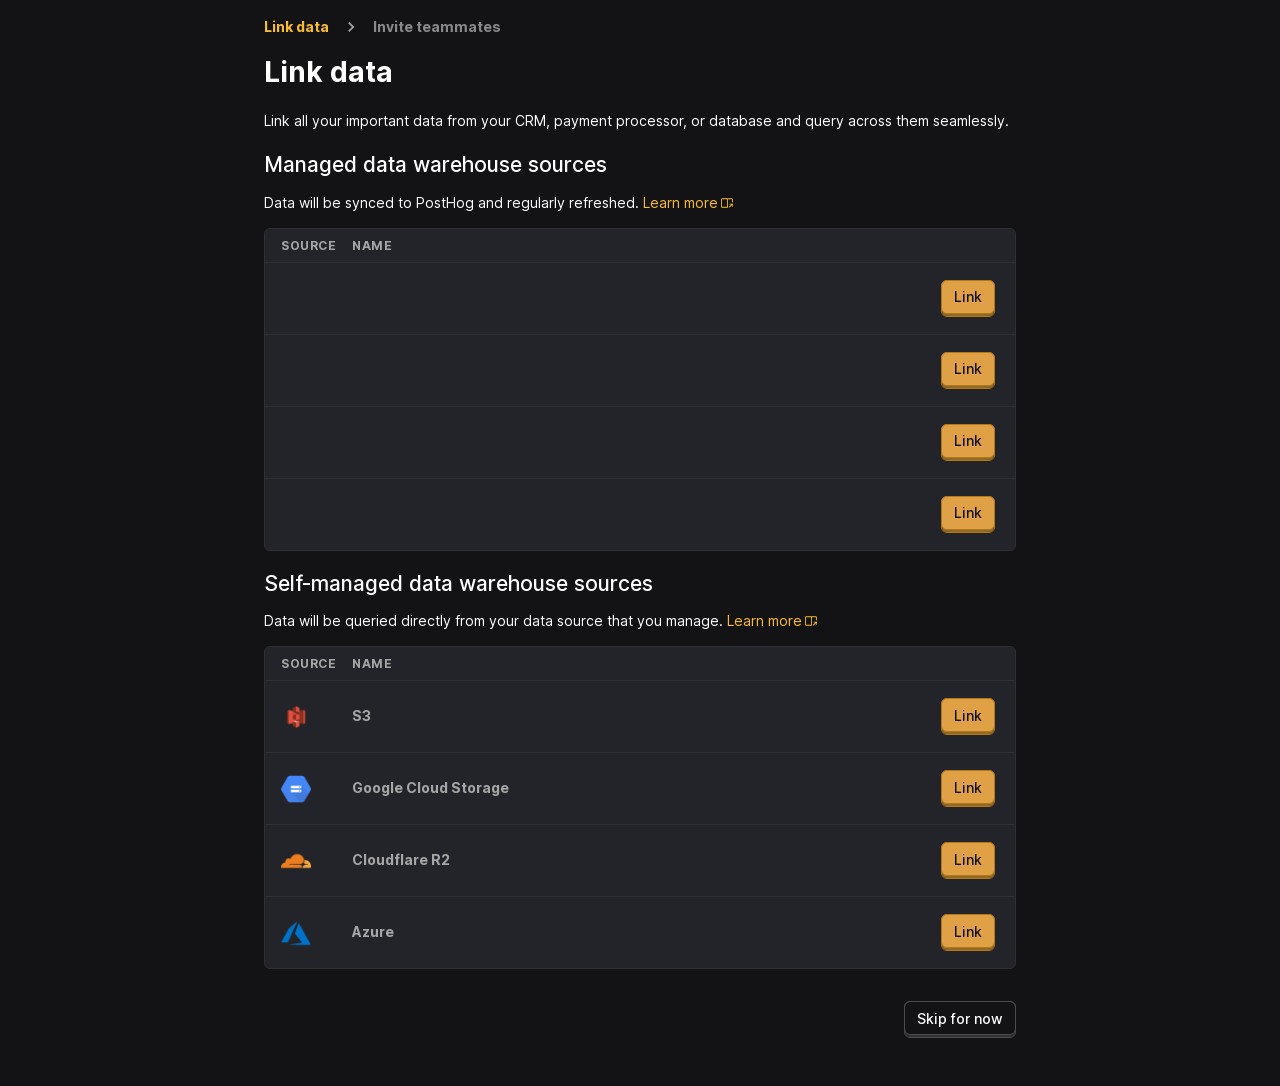 Link data > Invite teammates
Link data
Link all your important data from your CRM, payment processor, or database and query across them seamlessly.
Managed data warehouse sources
Data will be synced to PostHog and regularly refreshed. Learn more
SOURCE NAME
Link
Link
Link
Link
Self-managed data warehouse sources
Data will be queried directly from your data source that you manage. Learn more
SOURCE NAME
S3 Link
Google Cloud Storage Link
Cloudflare R2 Link
Azure Link
Skip for now